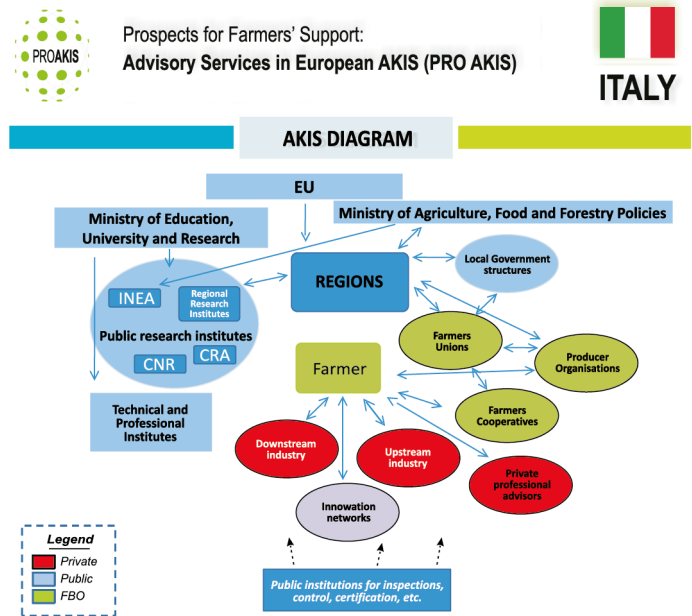 PROAKIS
Prospects for Farmers' Support:
Advisory Services in European AKIS (PRO AKIS)
ITALY
AKIS DIAGRAM
EU
Ministry of Education,
University and Research
Ministry of Agriculture, Food and Forestry Policies
Local Government
structures
REGIONS
INEA
Regional
Research
Institutes
Public research institutes
CNR
CRA
Farmers
Unions
Producer
Organisations
Farmer
Farmers
Cooperatives
Technical and
Professional
Institutes
Downstream
industry
Upstream
industry
Private
professional
advisors
Innovation
networks
Legend
Private
Public
FBO
Public institutions for inspections,
control, certification, etc.